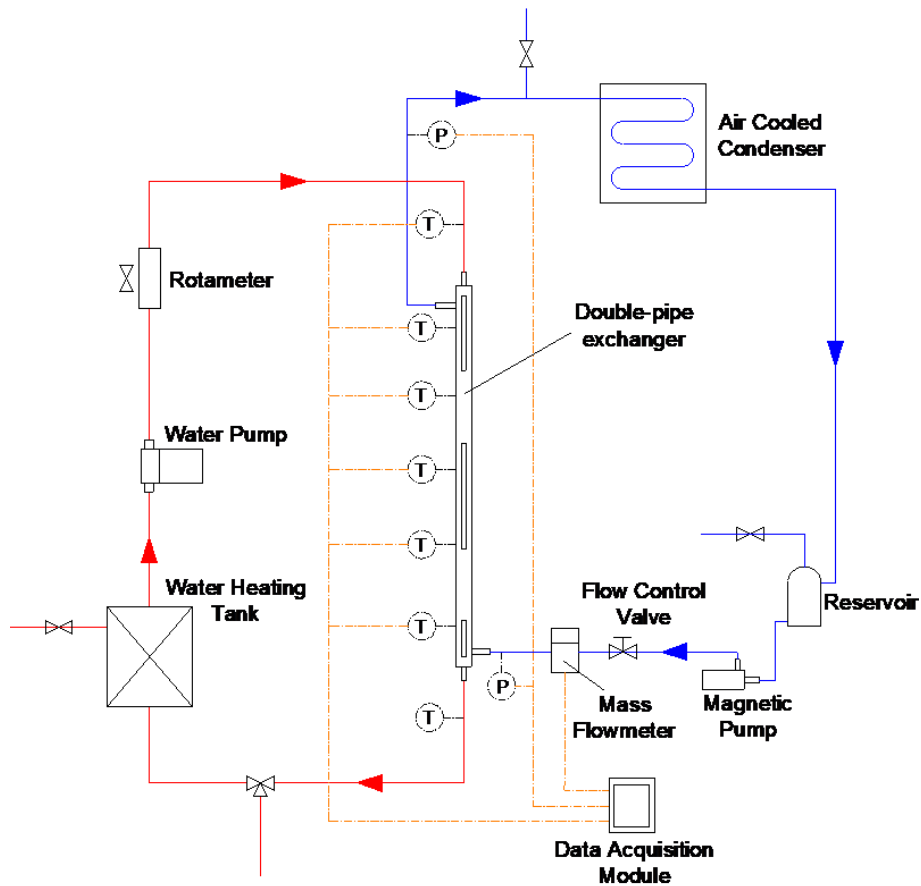 Air Cooled
Condenser
P
T
Rotameter
Double-pipe
exchanger
T
T
Water Pump
T
T
Water Heating
Tank
Flow Control
Valve
Reservoir
T
P
Mass
Flowmeter
Magnetic
Pump
T
Data Acquisition
Module